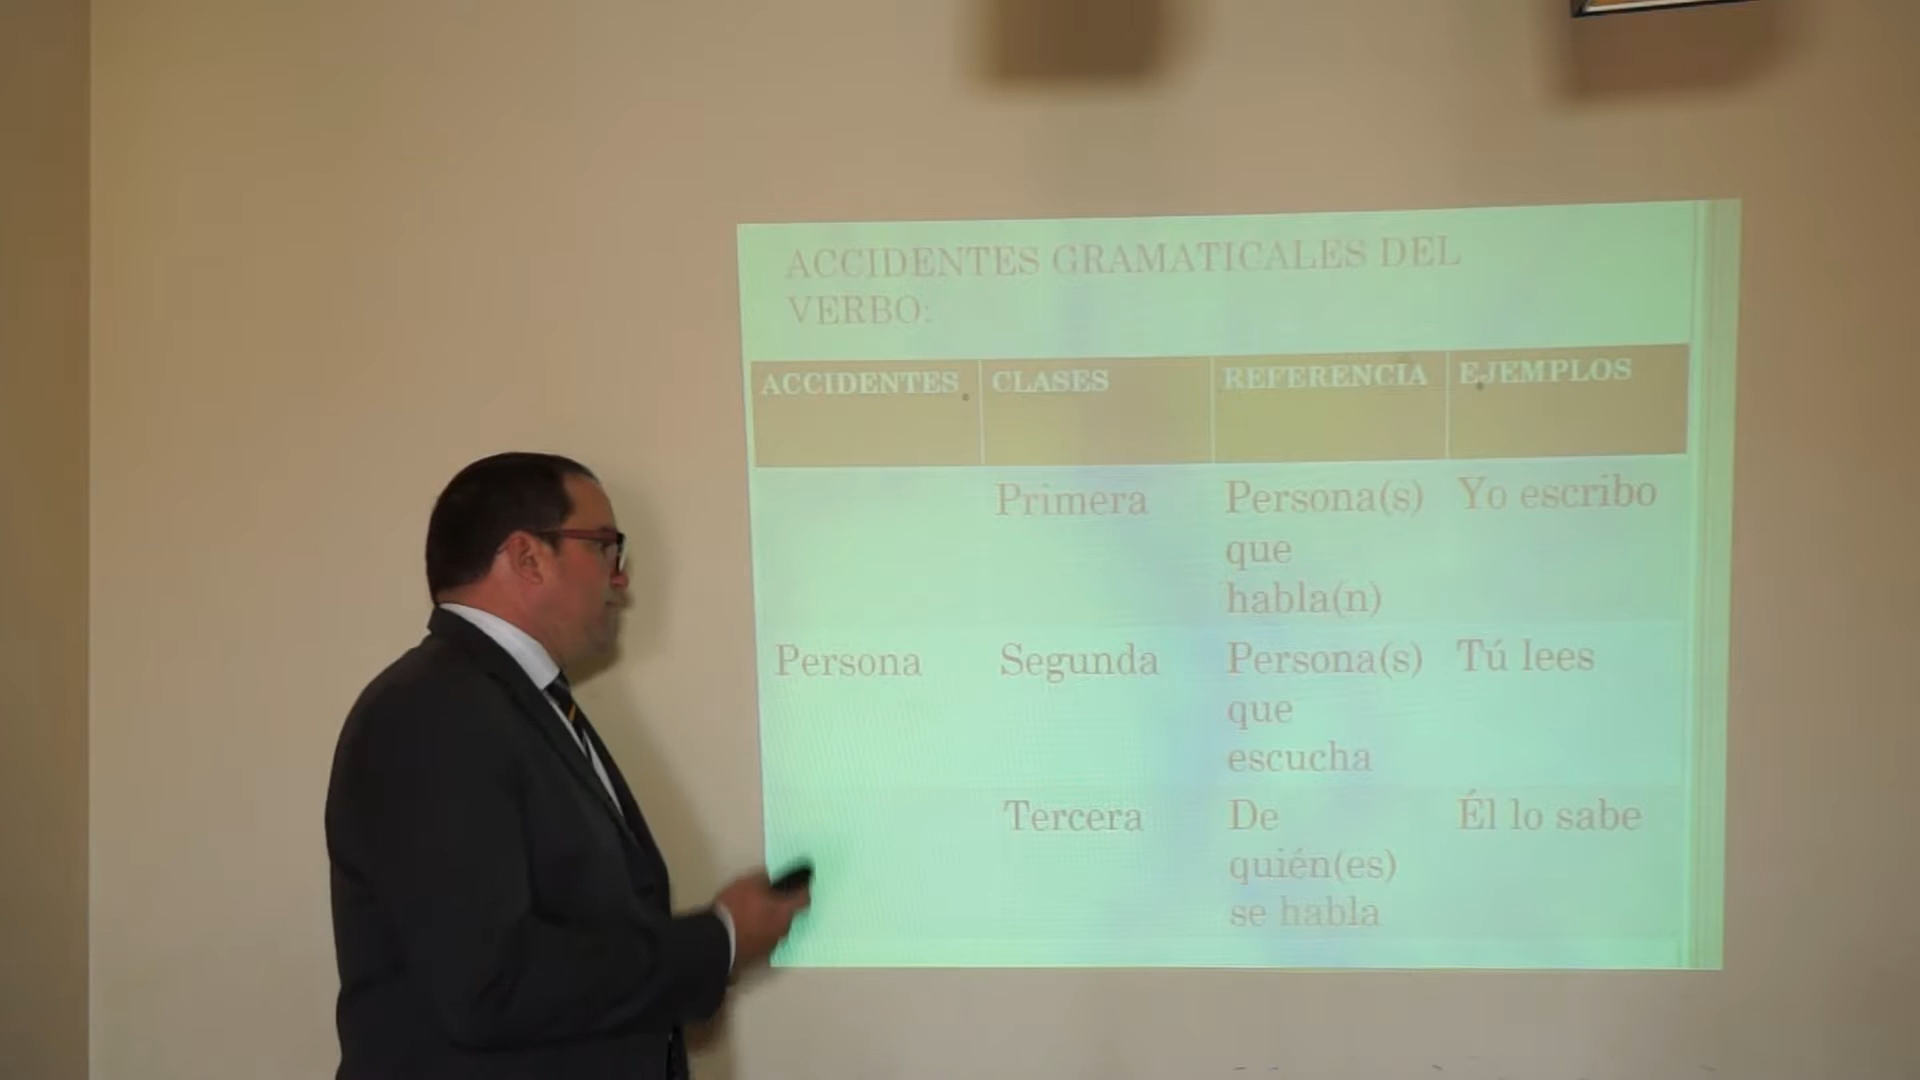 ACCIDENTES GRAMATICALES DEL
VERBO:
ACCIDENTES CLASES REFERENCIA EJEMPLOS
Primera Persona(s) Yo escribo
que
habla(n)
Persona Segunda Persona(s) Tú lees
que
escucha
Tercera De Él lo sabe
quién(es)
se habla